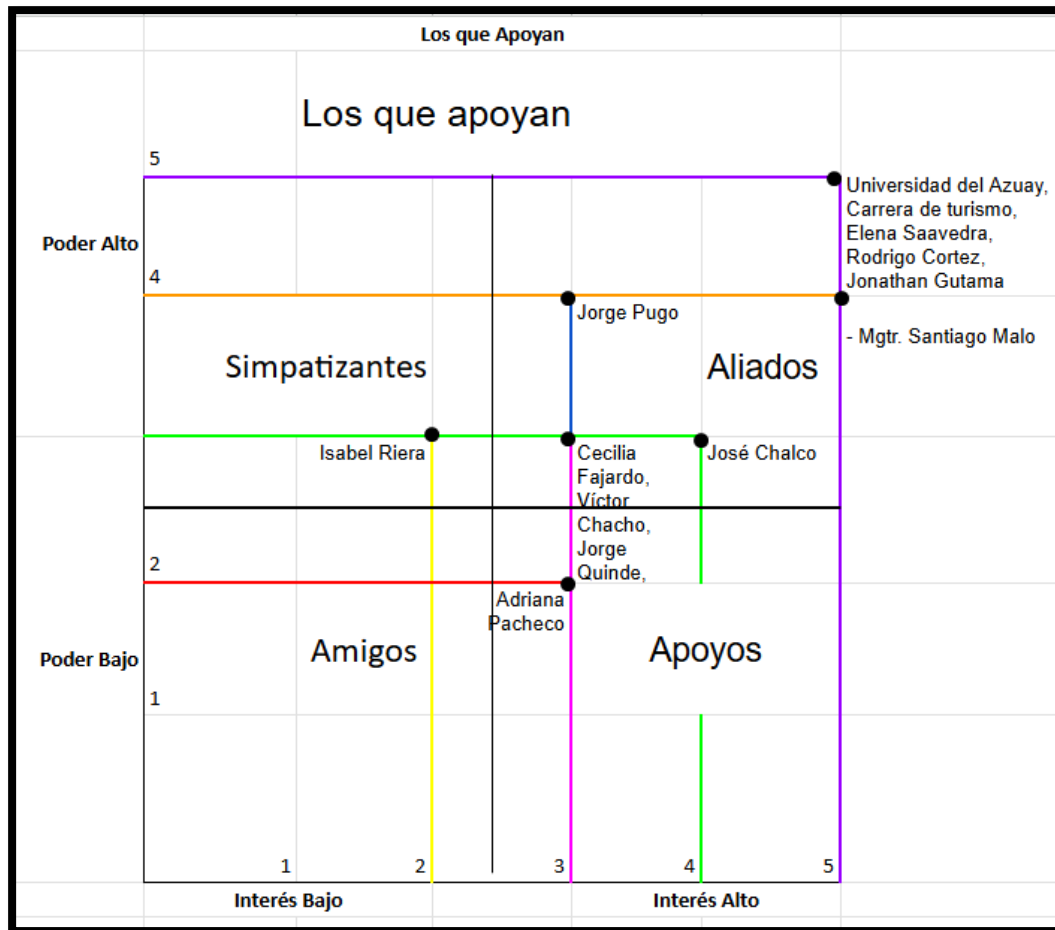 Los que Apoyan
Los que apoyan
5
Universidad del Azuay,
Carrera de turismo,
Elena Saavedra,
Rodrigo Cortez,
Jonathan Gutama
Poder Alto
4
Jorge Pugo
- Mgtr. Santiago Malo
Simpatizantes
Aliados
Isabel Riera
Cecilia
Fajardo,
Víctor
Chacho,
Jorge
Quinde,
José Chalco
2
Adriana
Pacheco
Poder Bajo
Amigos
Apoyos
1
1
2
3
4
5
Interés Bajo
Interés Alto